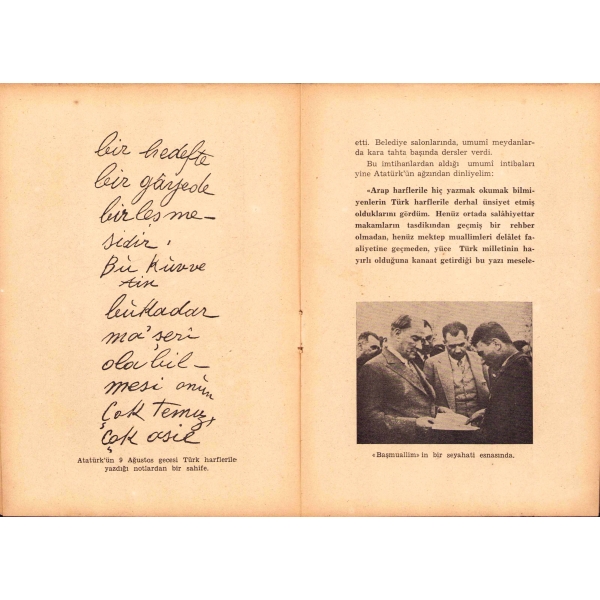 bir hedefte
bir gâyede
birleşme-
sidir.
Bu kuvve
tin
bukadar
ma'şeri
ola bil-
mesi onun
Çok temiz,
çok asil
Atatürk'ün 9 Ağustos gecesi Türk harflerile
yazdığı notlardan bir sahife.
etti. Belediye salonlarında, umumî meydanlar-
da kara tahta başında dersler verdi.
Bu imtihanlardan aldığı umumî intibaları
yine Atatürk'ün ağzından dinliyelim:
«Arap harflerile hiç yazmak okumak bilmi-
yenlerin Türk harflerile derhal ünsiyet etmiş
olduklarını gördüm. Henüz ortada salâhiyettar
makamların tasdikından geçmiş bir rehber
olmadan, henüz mektep muallimleri delâlet fa-
aliyetine geçmeden, yüce Türk milletinin ha-
yırlı olduğuna kanaat getirdiği bu yazı mesele-
«Başmuallim» in bir seyahati esnasında.